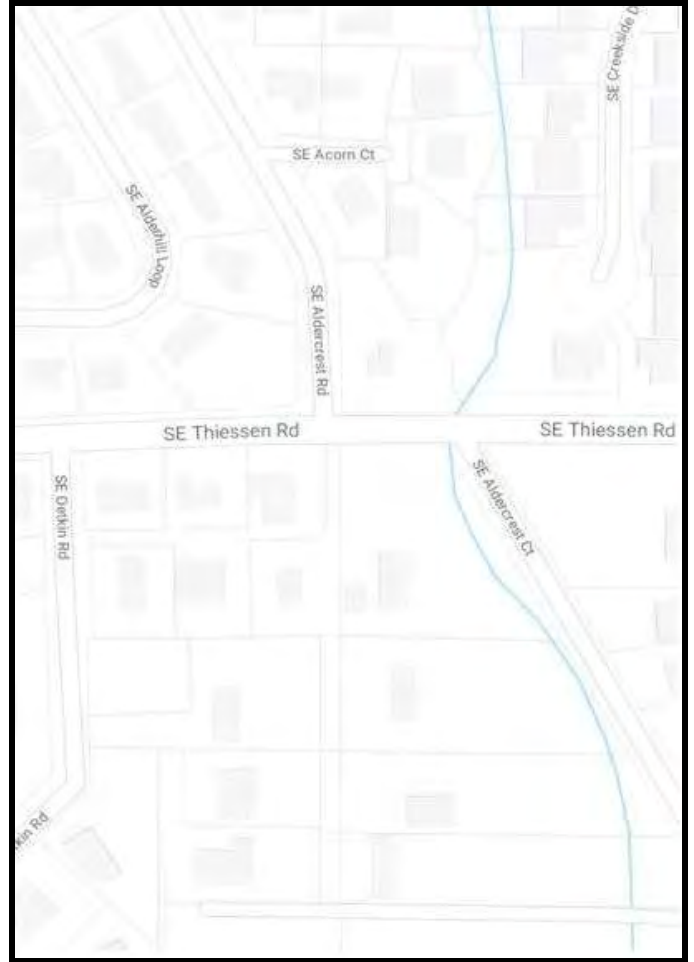 SE Creekside D
SE Acorn Ct
SE Alderhill Loop
SE Aldercrest Rd
SE Thiessen Rd
SE Thiessen Rd
SE Aldercrest Ct
SE Detkin Rd
kin Rd